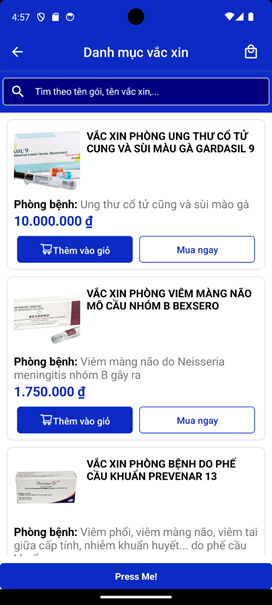 4:57
Danh mục vắc xin
Tìm theo tên gói, tên vắc xin,...
VẮC XIN PHÒNG UNG THƯ CỔ TỬ
CUNG VÀ SÙI MÀU GÀ GARDASIL 9
Phòng bệnh: Ung thư cổ tử cũng và sùi mào gà
10.000.000 ₫
Thêm vào giỏ
Mua ngay
VẮC XIN PHÒNG VIÊM MÀNG NÃO
MÔ CẦU NHÓM B BEXSERO
BEXSERO
Phòng bệnh: Viêm màng não do Neisseria
meningitis nhóm B gây ra
1.750.000 ₫
Thêm vào giỏ
Mua ngay
VẮC XIN PHÒNG BỆNH DO PHẾ
CẦU KHUẨN PREVENAR 13
Phòng bệnh: Viêm phổi, viêm màng não, viêm tai
giữa cấp tính, nhiễm khuẩn huyết... do phế cầu
Press Me!